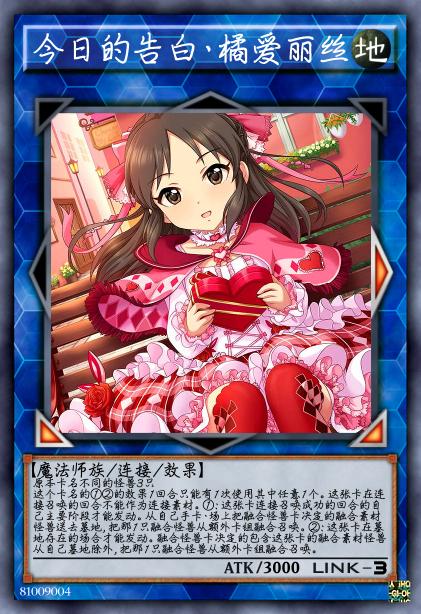 今日的告白·橘爱丽丝 地
【魔法师族/连接/效果】
原本卡名不同的怪兽3只
这个卡名的①②的效果1回合只能有1次使用其中任意1个。这张卡在连
接召唤的回合不能作为连接素材。①：这张卡连接召唤成功的回合的自
己主要阶段才能发动。从自己手卡·场上把融合怪兽卡决定的融合素材
怪兽送去墓地，把那1只融合怪兽从额外卡组融合召唤。②：这张卡在墓
地存在的场合才能发动。融合怪兽卡决定的包含这张卡的融合素材怪兽
从自己墓地除外，把那1只融合怪兽从额外卡组融合召唤。
ATK/3000 LINK-3
81009004